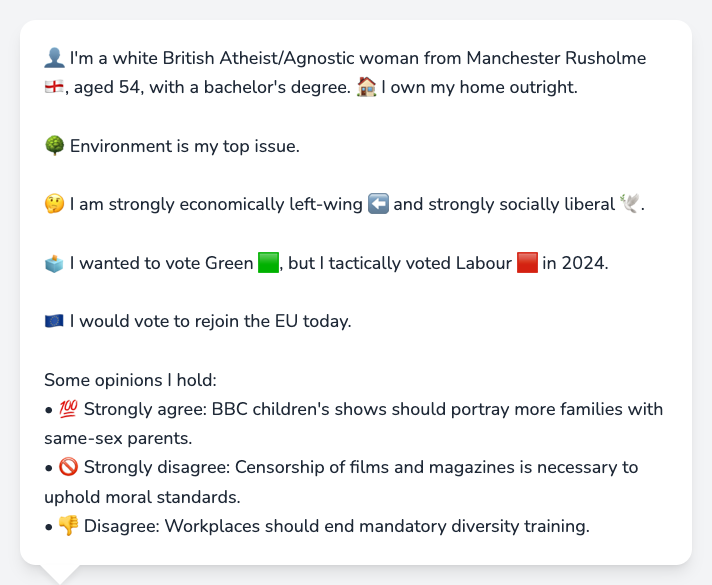 👤 I'm a white British Atheist/Agnostic woman from Manchester Rusholme
🏴󠁧󠁢󠁥󠁮󠁧󠁿, aged 54, with a bachelor's degree. 🏠 I own my home outright.
🌳 Environment is my top issue.
🤔 I am strongly economically left-wing ⬅️ and strongly socially liberal 🕊️.
🗳️ I wanted to vote Green 🟩, but I tactically voted Labour 🟥 in 2024.
🇪🇺 I would vote to rejoin the EU today.
Some opinions I hold:
• 💯 Strongly agree: BBC children's shows should portray more families with
same-sex parents.
• 🚫 Strongly disagree: Censorship of films and magazines is necessary to
uphold moral standards.
• 👎 Disagree: Workplaces should end mandatory diversity training.